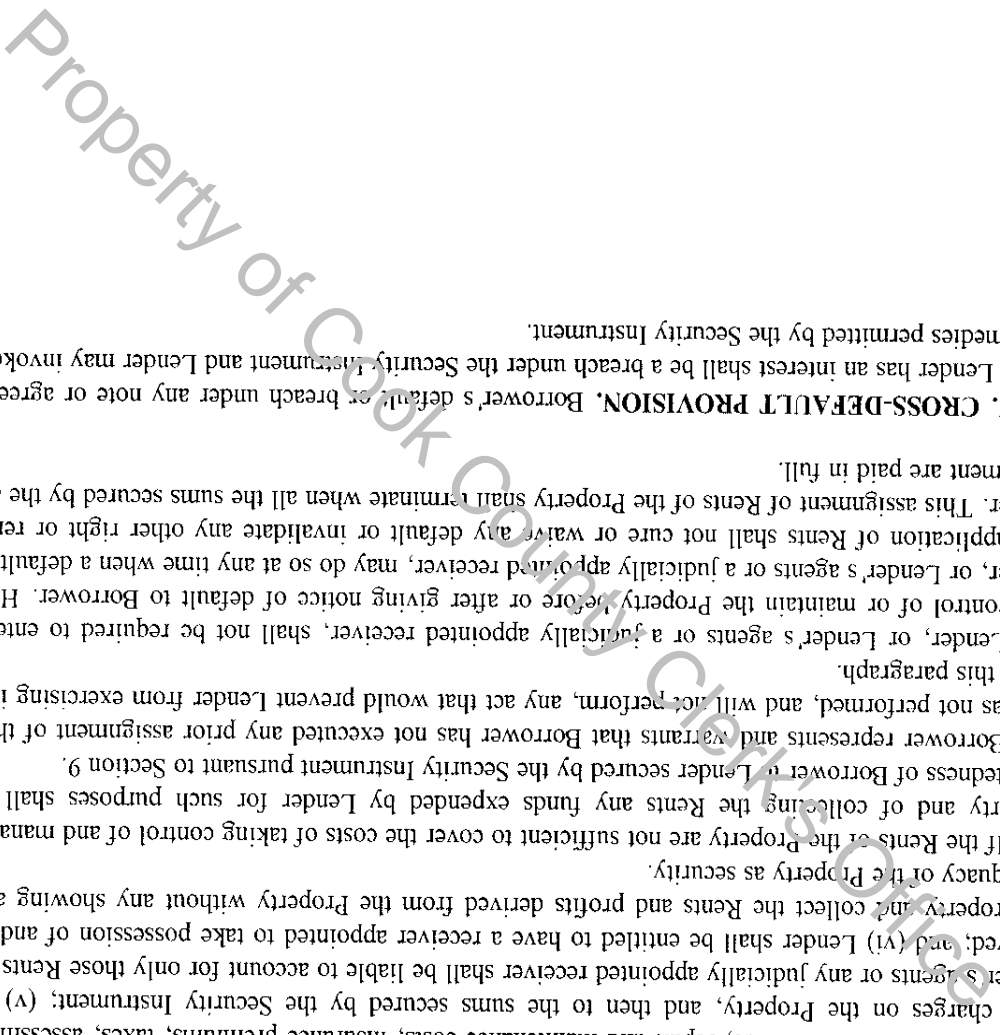 repair and maintenance costs, insurance premiums, taxes, assessm
charges on the Property, and then to the sums secured by the Security Instrument; (v)
er's agents or any judicially appointed receiver shall be liable to account for only those Rents
red; and (vi) Lender shall be entitled to have a receiver appointed to take possession of and
roperty and collect the Rents and profits derived from the Property without any showing a
quacy of the Property as security.
If the Rents of the Property are not sufficient to cover the costs of taking control of and mana
rty and of collecting the Rents any funds expended by Lender for such purposes shall
tedness of Borrower to Lender secured by the Security Instrument pursuant to Section 9.
Borrower represents and warrants that Borrower has not executed any prior assignment of th
as not performed, and will not perform, any act that would prevent Lender from exercising i
this paragraph.
Lender, or Lender's agents or a judicially appointed receiver, shall not be required to ente
control of or maintain the Property before or after giving notice of default to Borrower. H
er, or Lender's agents or a judicially appointed receiver, may do so at any time when a default
application of Rents shall not cure or waive any default or invalidate any other right or ren
er. This assignment of Rents of the Property shall terminate when all the sums secured by the
ment are paid in full.
. CROSS-DEFAULT PROVISION. Borrower's default or breach under any note or agree
Lender has an interest shall be a breach under the Security Instrument and Lender may invoke
medies permitted by the Security Instrument.
Property of Cook County Clerk's Office